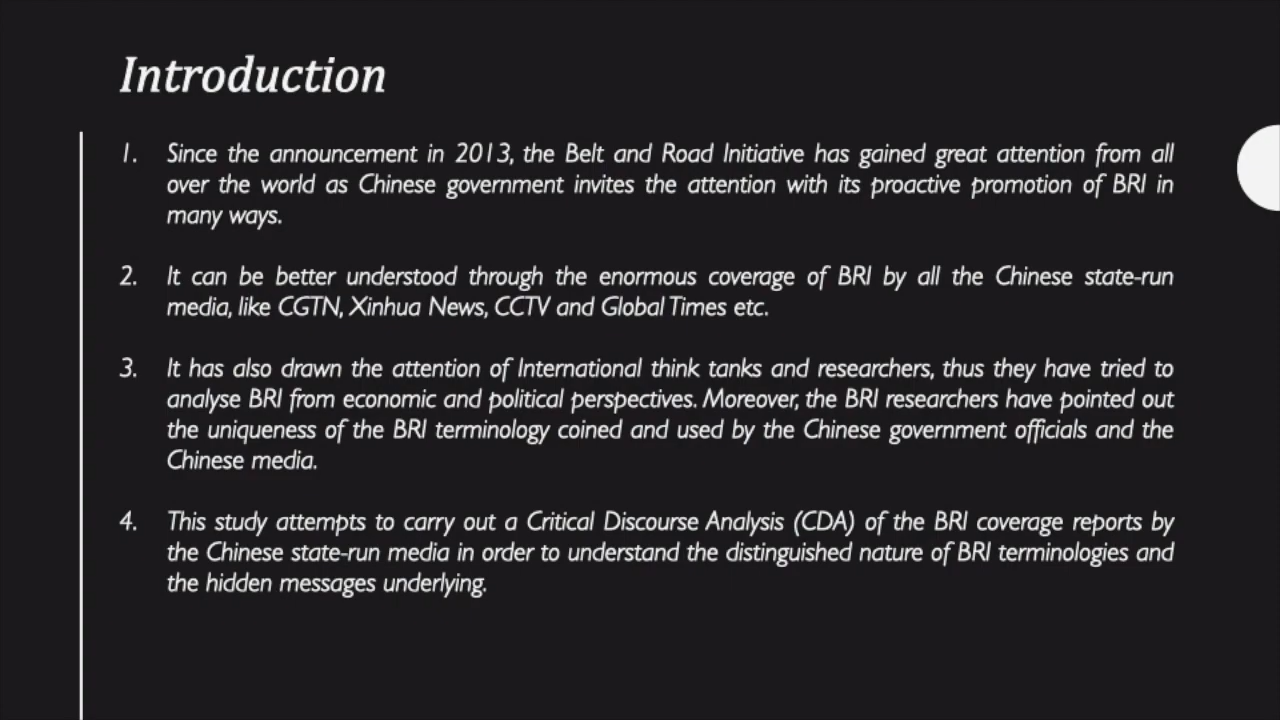 Introduction
1. Since the announcement in 2013, the Belt and Road Initiative has gained great attention from all
over the world as Chinese government invites the attention with its proactive promotion of BRI in
many ways.
2. It can be better understood through the enormous coverage of BRI by all the Chinese state-run
media, like CGTN, Xinhua News, CCTV and Global Times etc.
3. It has also drawn the attention of International think tanks and researchers, thus they have tried to
analyse BRI from economic and political perspectives. Moreover, the BRI researchers have pointed out
the uniqueness of the BRI terminology coined and used by the Chinese government officials and the
Chinese media.
4. This study attempts to carry out a Critical Discourse Analysis (CDA) of the BRI coverage reports by
the Chinese state-run media in order to understand the distinguished nature of BRI terminologies and
the hidden messages underlying.